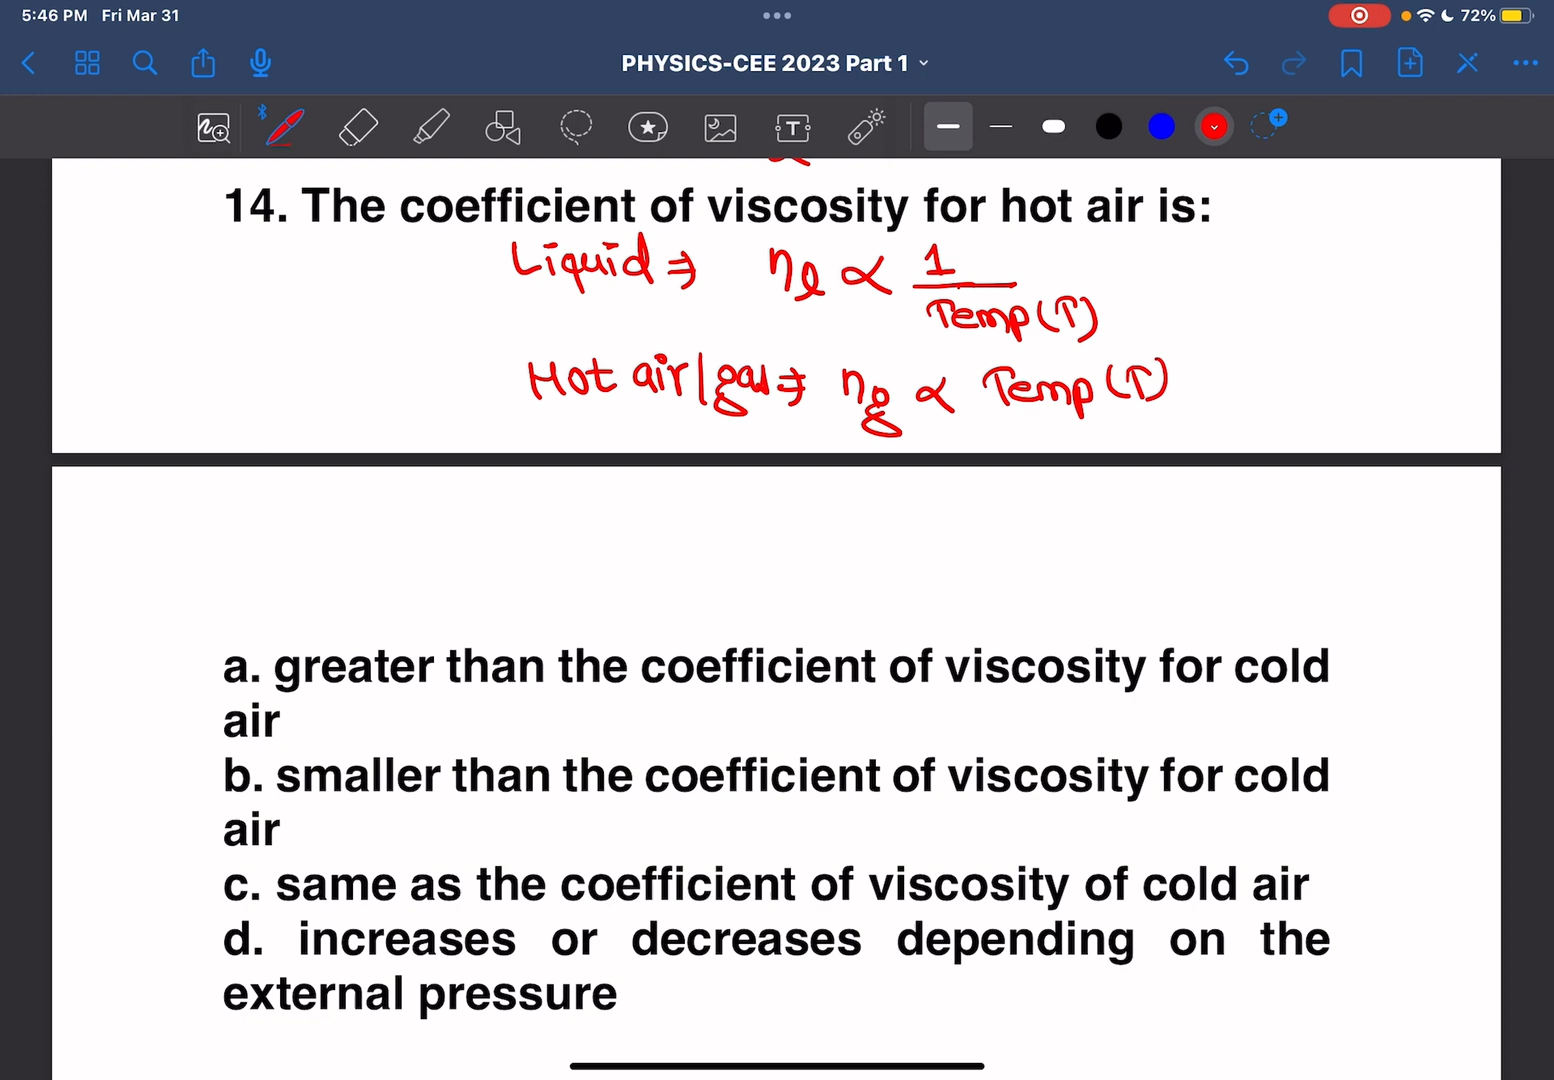 5:46 PM Fri Mar 31
72%
PHYSICS-CEE 2023 Part 1
T
14. The coefficient of viscosity for hot air is:
Liquid ⇒ ηl ∝ 1
Temp(T)
Hot air/gas ⇒ ηg ∝ Temp(T)
a. greater than the coefficient of viscosity for cold
air
b. smaller than the coefficient of viscosity for cold
air
c. same as the coefficient of viscosity of cold air
d. increases or decreases depending on the
external pressure